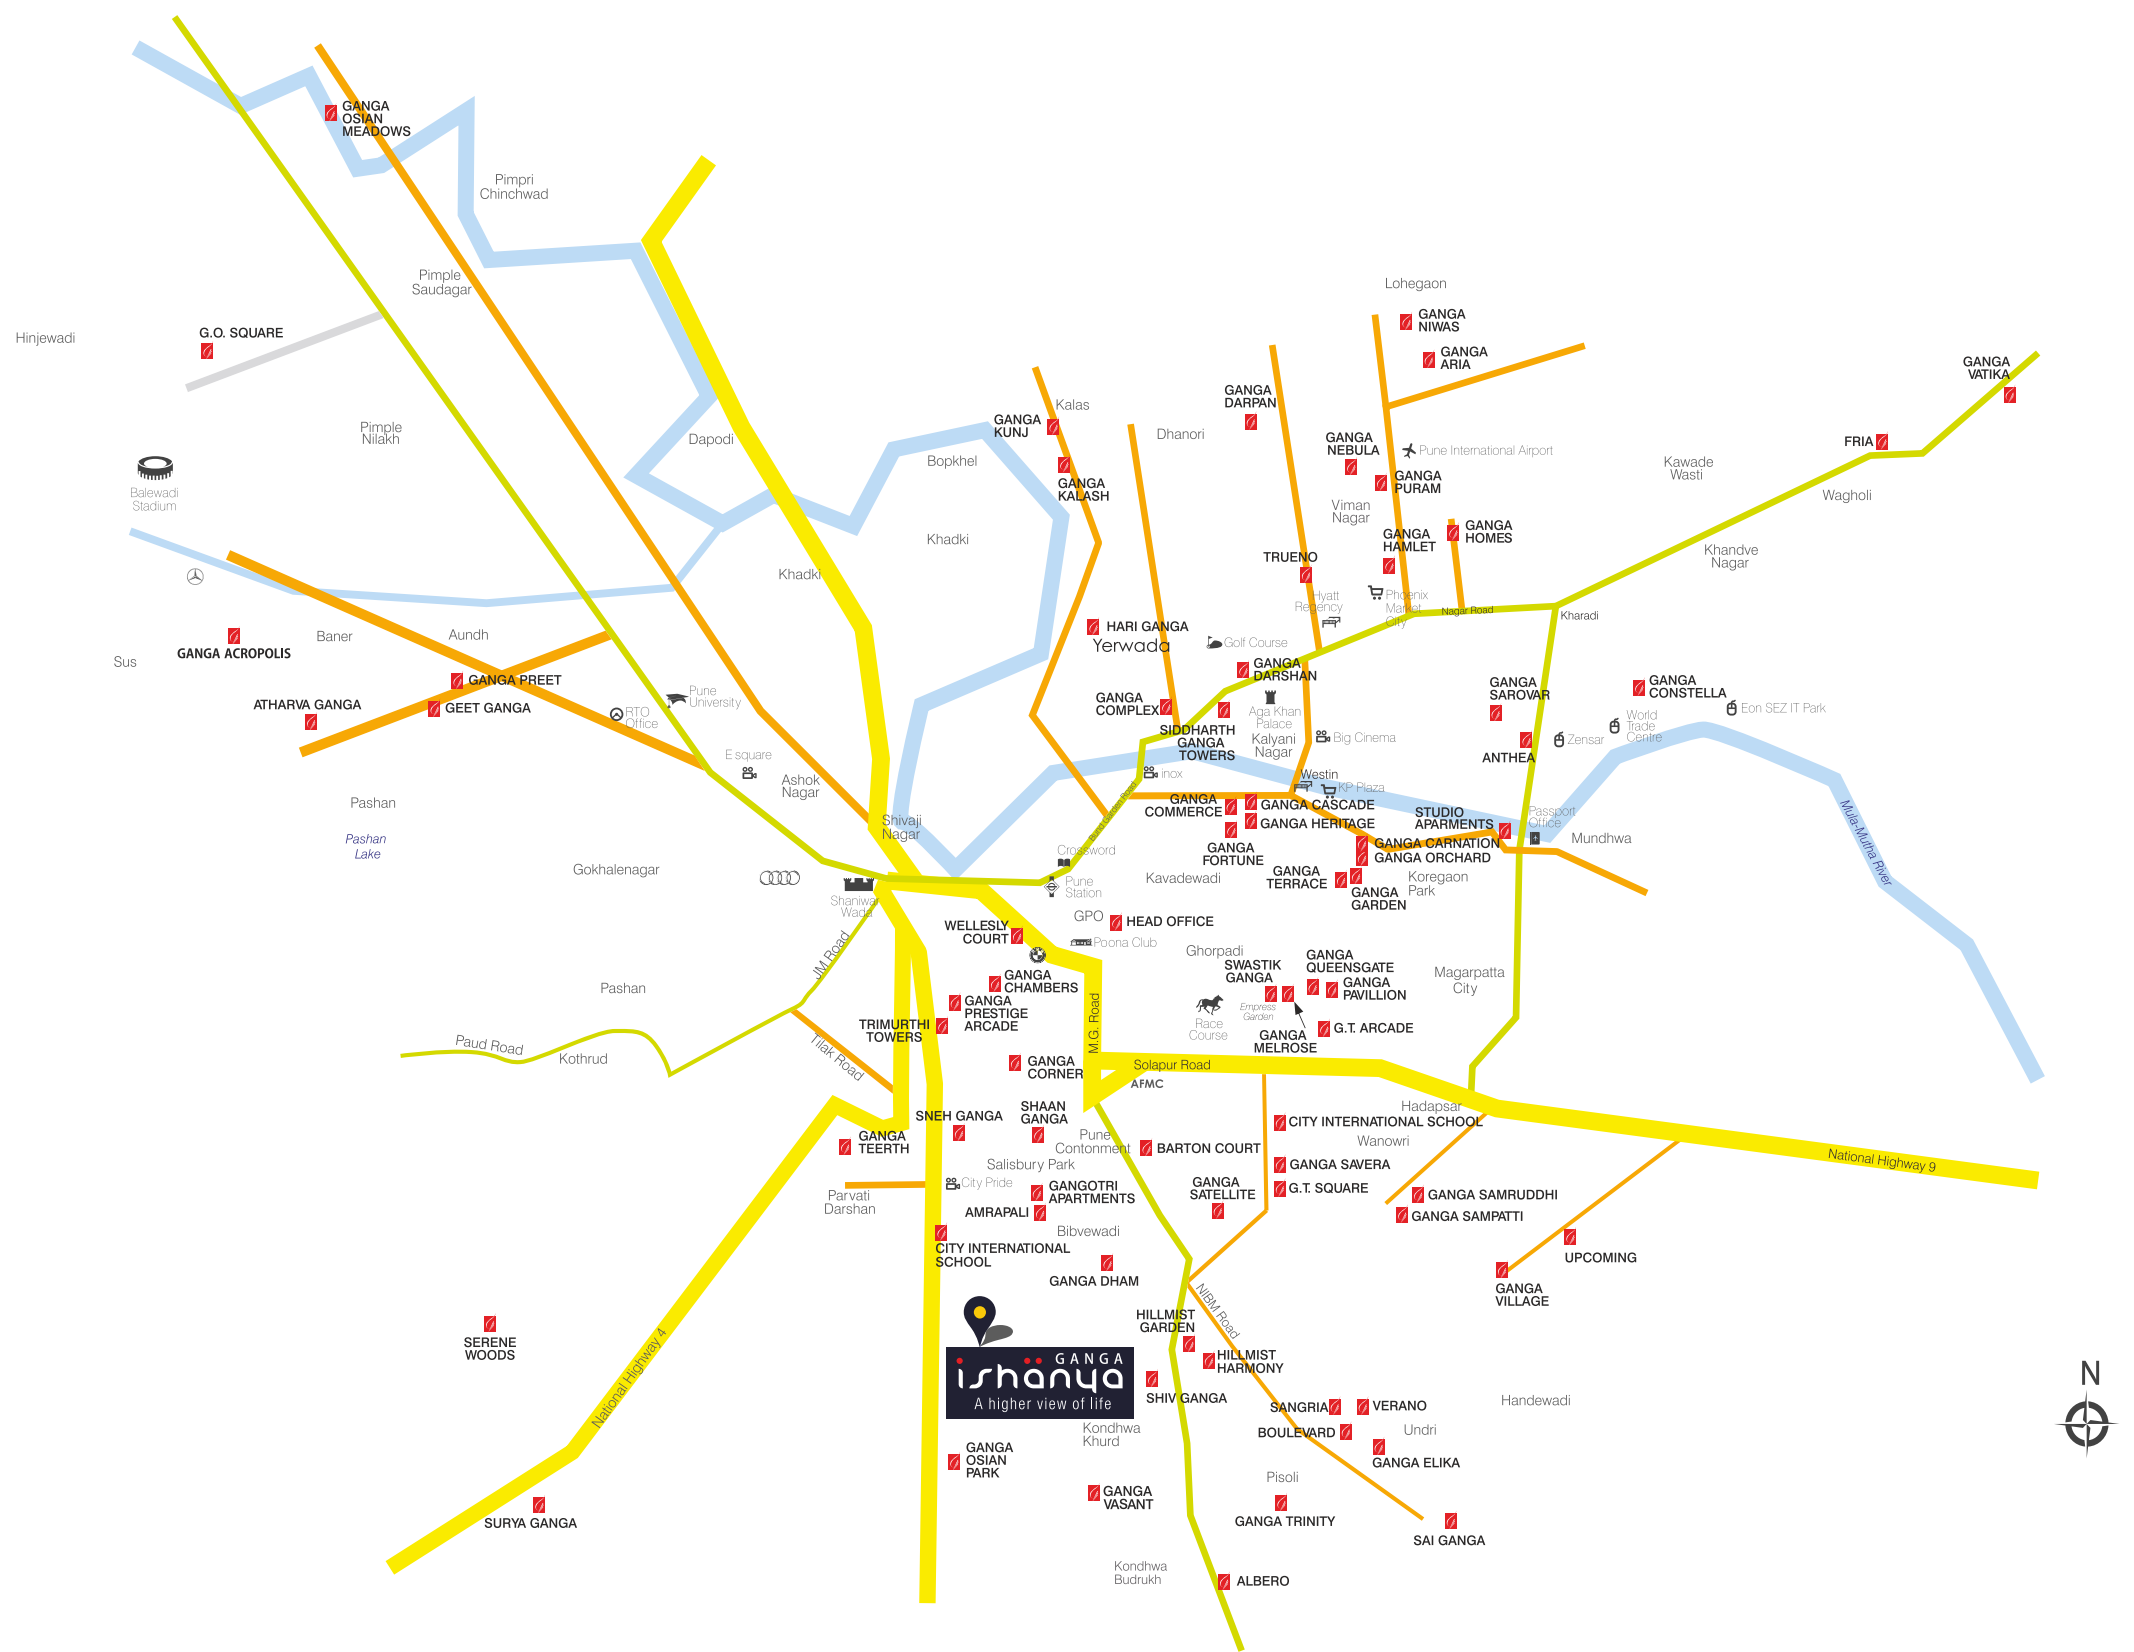 GANGA
OSIAN
MEADOWS
Pimpri
Chinchwad
Pimple
Saudagar
Hinjewadi
G.O. SQUARE
Pimple
Nilakh
Balewadi
Stadium
Dapodi
Bopkhel
Khadki
Khadki
Lohegaon
GANGA
NIWAS
GANGA
ARIA
GANGA
VATIKA
GANGA
DARPAN
GANGA
KUNJ
Kalas
Dhanori
GANGA
KALASH
GANGA
NEBULA
Pune International Airport
GANGA
PURAM
FRIA
Kawade
Wasti
Wagholi
Viman
Nagar
GANGA
HAMLET
GANGA
HOMES
TRUENO
Khandve
Nagar
Hyatt
Regency
Phoenix
Market
City
Nagar Road
Kharadi
HARI GANGA
Yerwada
Golf Course
GANGA
DARSHAN
Baner
Aundh
GANGA ACROPOLIS
Sus
GANGA PREET
ATHARVA GANGA
GEET GANGA
RTO
Office
Pune
University
E square
Ashok
Nagar
GANGA
COMPLEX
SIDDHARTH
GANGA
TOWERS
Aga Khan
Palace
Kalyani
Nagar
Big Cinema
GANGA
SAROVAR
GANGA
CONSTELLA
Eon SEZ IT Park
World
Trade
Centre
Zensar
ANTHEA
inox
Westin
KP Plaza
Bund Garden Road
GANGA
COMMERCE
GANGA CASCADE
GANGA HERITAGE
STUDIO
APARMENTS
Passport
Office
Mundhwa
Mula-Mutha River
Pashan
Pashan
Lake
Shivaji
Nagar
Gokhalenagar
Shaniwar
Wada
Crossword
Pune
Station
GANGA
FORTUNE
GANGA CARNATION
GANGA ORCHARD
Kavadewadi
GANGA
TERRACE
GANGA
GARDEN
Koregaon
Park
GPO
HEAD OFFICE
WELLESLY
COURT
Poona Club
Ghorpadi
JM Road
SWASTIK
GANGA
GANGA
QUEENSGATE
GANGA
PAVILLION
Magarpatta
City
Pashan
GANGA
CHAMBERS
GANGA
PRESTIGE
ARCADE
TRIMURTHI
TOWERS
M.G. Road
Race
Course
Empress
Garden
GANGA
MELROSE
G.T. ARCADE
Paud Road
Kothrud
Tilak Road
GANGA
CORNER
Solapur Road
AFMC
SNEH GANGA
SHAAN
GANGA
GANGA
TEERTH
Pune
Contonment
BARTON COURT
Hadapsar
CITY INTERNATIONAL SCHOOL
Wanowri
National Highway 9
Salisbury Park
City Pride
GANGA SAVERA
Parvati
Darshan
GANGOTRI
APARTMENTS
AMRAPALI
GANGA
SATELLITE
G.T. SQUARE
GANGA SAMRUDDHI
GANGA SAMPATTI
Bibvewadi
CITY INTERNATIONAL
SCHOOL
GANGA DHAM
UPCOMING
GANGA
VILLAGE
NIBM Road
SERENE
WOODS
National Highway 4
HILLMIST
GARDEN
HILLMIST
HARMONY
GANGA
ishanya
A higher view of life
SHIV GANGA
SANGRIA
VERANO
BOULEVARD
Undri
Handewadi
N
Kondhwa
Khurd
GANGA
OSIAN
PARK
GANGA ELIKA
Pisoli
GANGA
VASANT
GANGA TRINITY
SURYA GANGA
SAI GANGA
Kondhwa
Budrukh
ALBERO